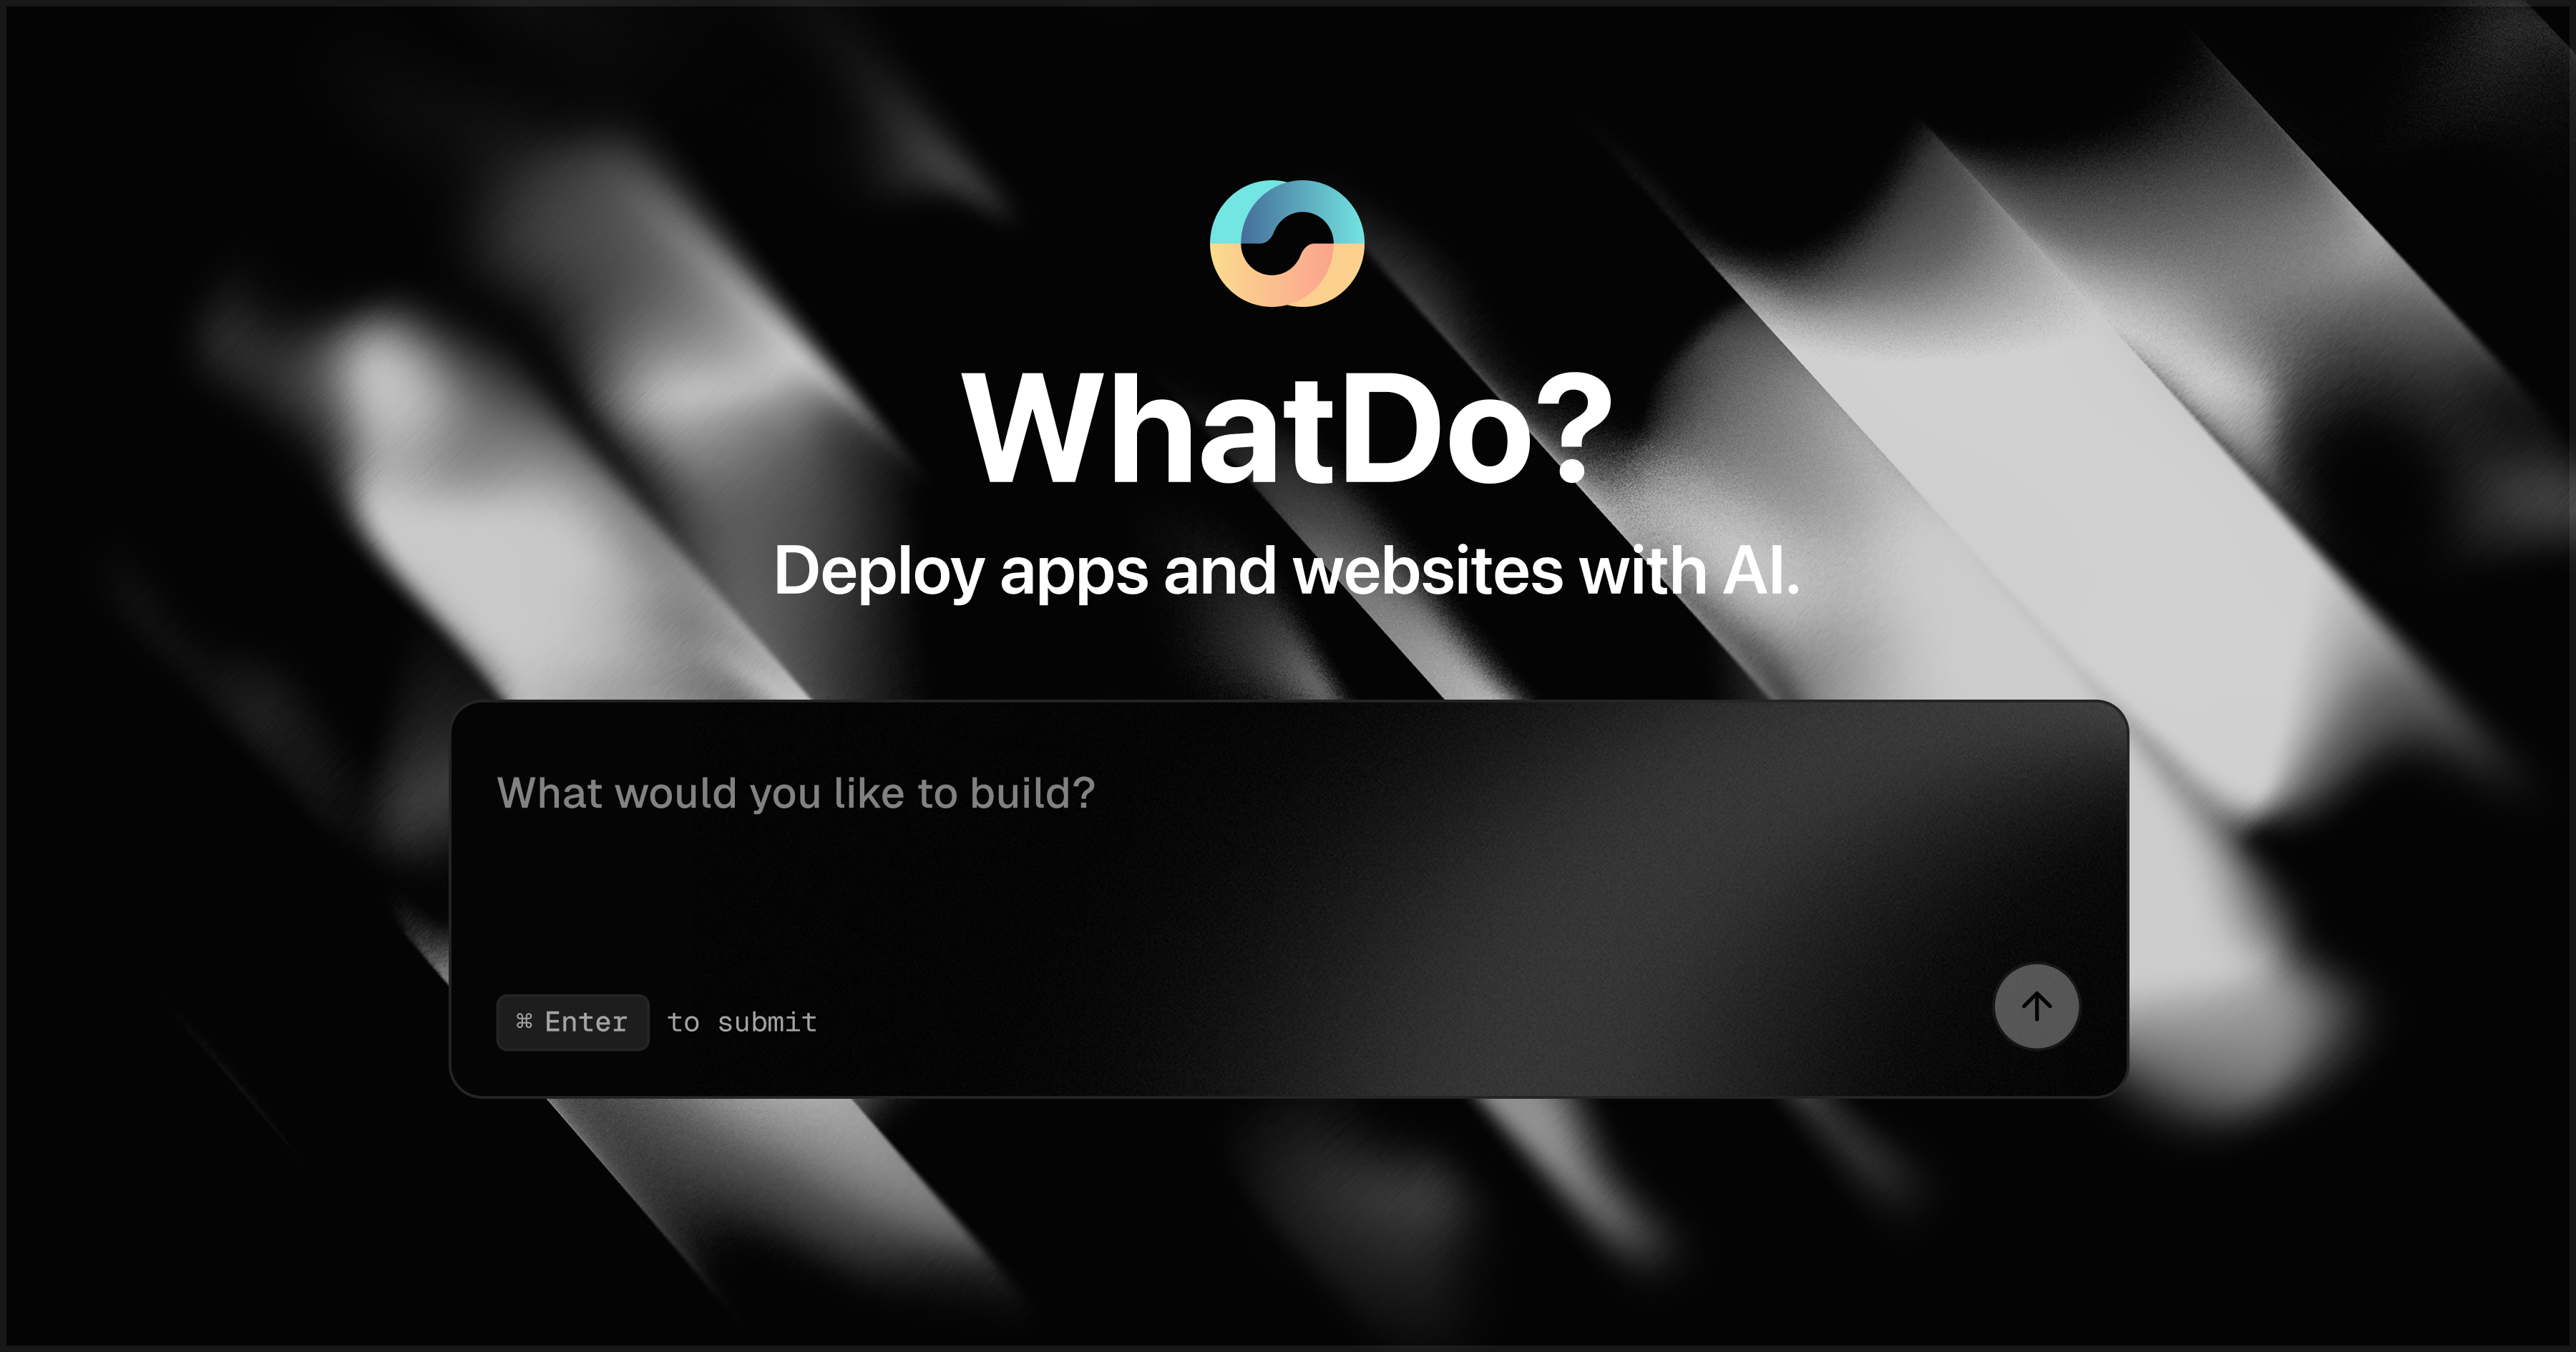 WhatDo?
Deploy apps and websites with AI.
What would you like to build?
⌘ Enter to submit